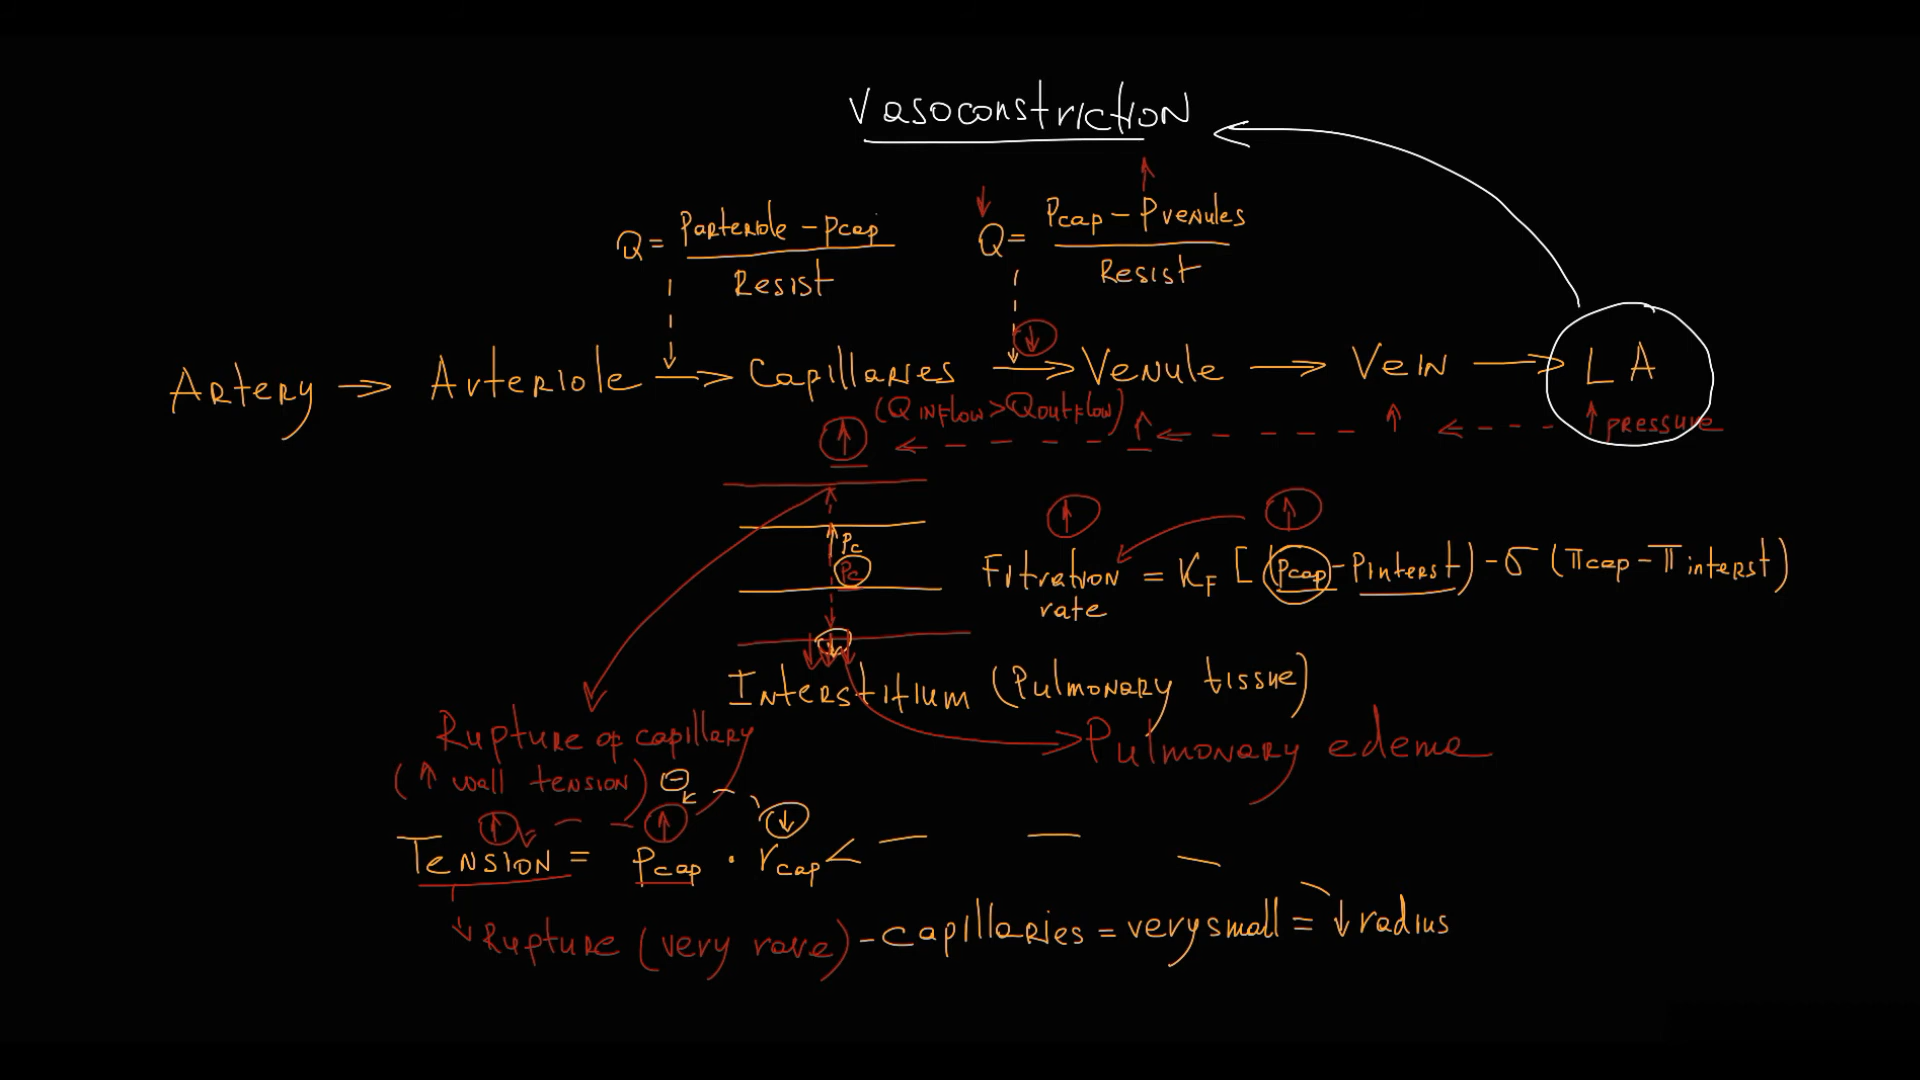 Vasoconstriction
Q = Parteriole - Pcap / Resist
↓ Q = Pcap - Pvenules ↑ / Resist
Artery → Arteriole → Capillaries → Venule → Vein → LA
(Q inflow > Q outflow)
↑ pressure
Pc
Pc
Filtration rate = KF [(Pcap - Pinterst) - σ (πcap - πinterst)
Interstitium (Pulmonary tissue)
Rupture of capillary
(↑ wall tension)
Pulmonary edema
Tension = Pcap · rcap
Rupture (very rare) - capillaries = very small = ↓ radius